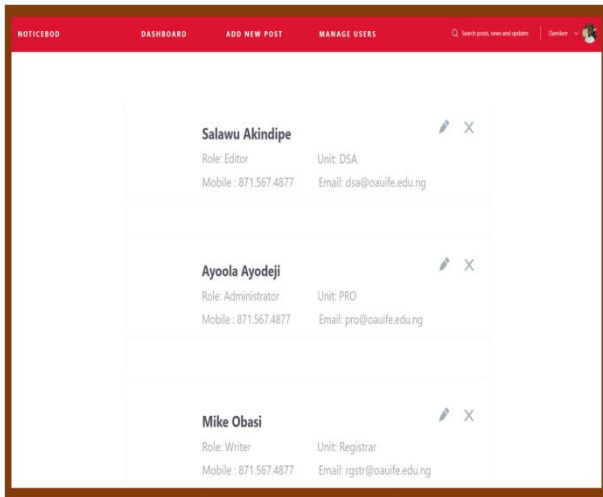 NOTICEBOD DASHBOARD ADD NEW POST MANAGE USERS Search posts, news and updates Damilare
Salawu Akindipe
Role: Editor Unit: DSA
Mobile : 871.567.4877 Email: dsa@oauife.edu.ng
Ayoola Ayodeji
Role: Administrator Unit: PRO
Mobile : 871.567.4877 Email: pro@oauife.edu.ng
Mike Obasi
Role: Writer Unit: Registrar
Mobile : 871.567.4877 Email: rgstr@oauife.edu.ng